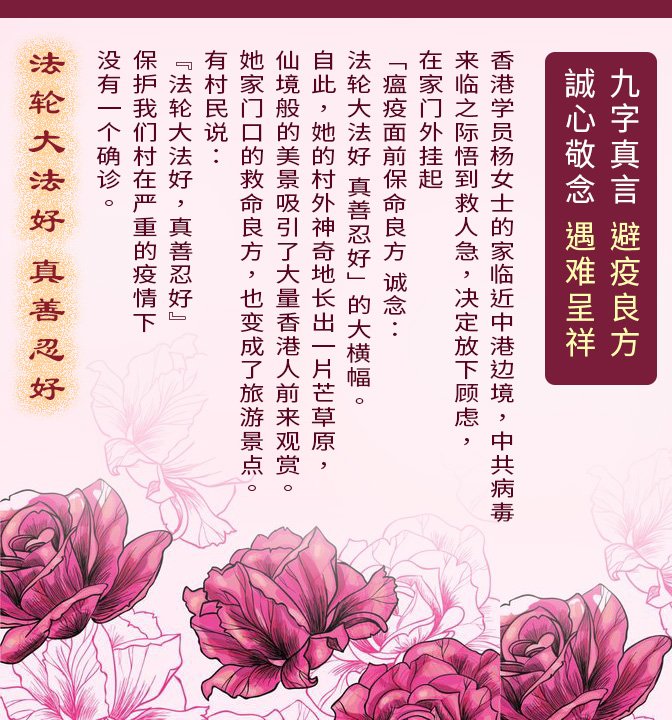 九字真言 避疫良方
誠心敬念 遇难呈祥
香港学员杨女士的家临近中港边境，中共病毒
来临之际悟到救人急，决定放下顾虑，
在家门外挂起
「瘟疫面前保命良方 诚念：
法轮大法好 真善忍好」的大横幅。
自此，她的村外神奇地长出一片芒草原，
仙境般的美景吸引了大量香港人前来观赏。
她家门口的救命良方，也变成了旅游景点。
有村民说：
『法轮大法好，真善忍好』
保护我们村在严重的疫情下
没有一个确诊。
法轮大法好 真善忍好